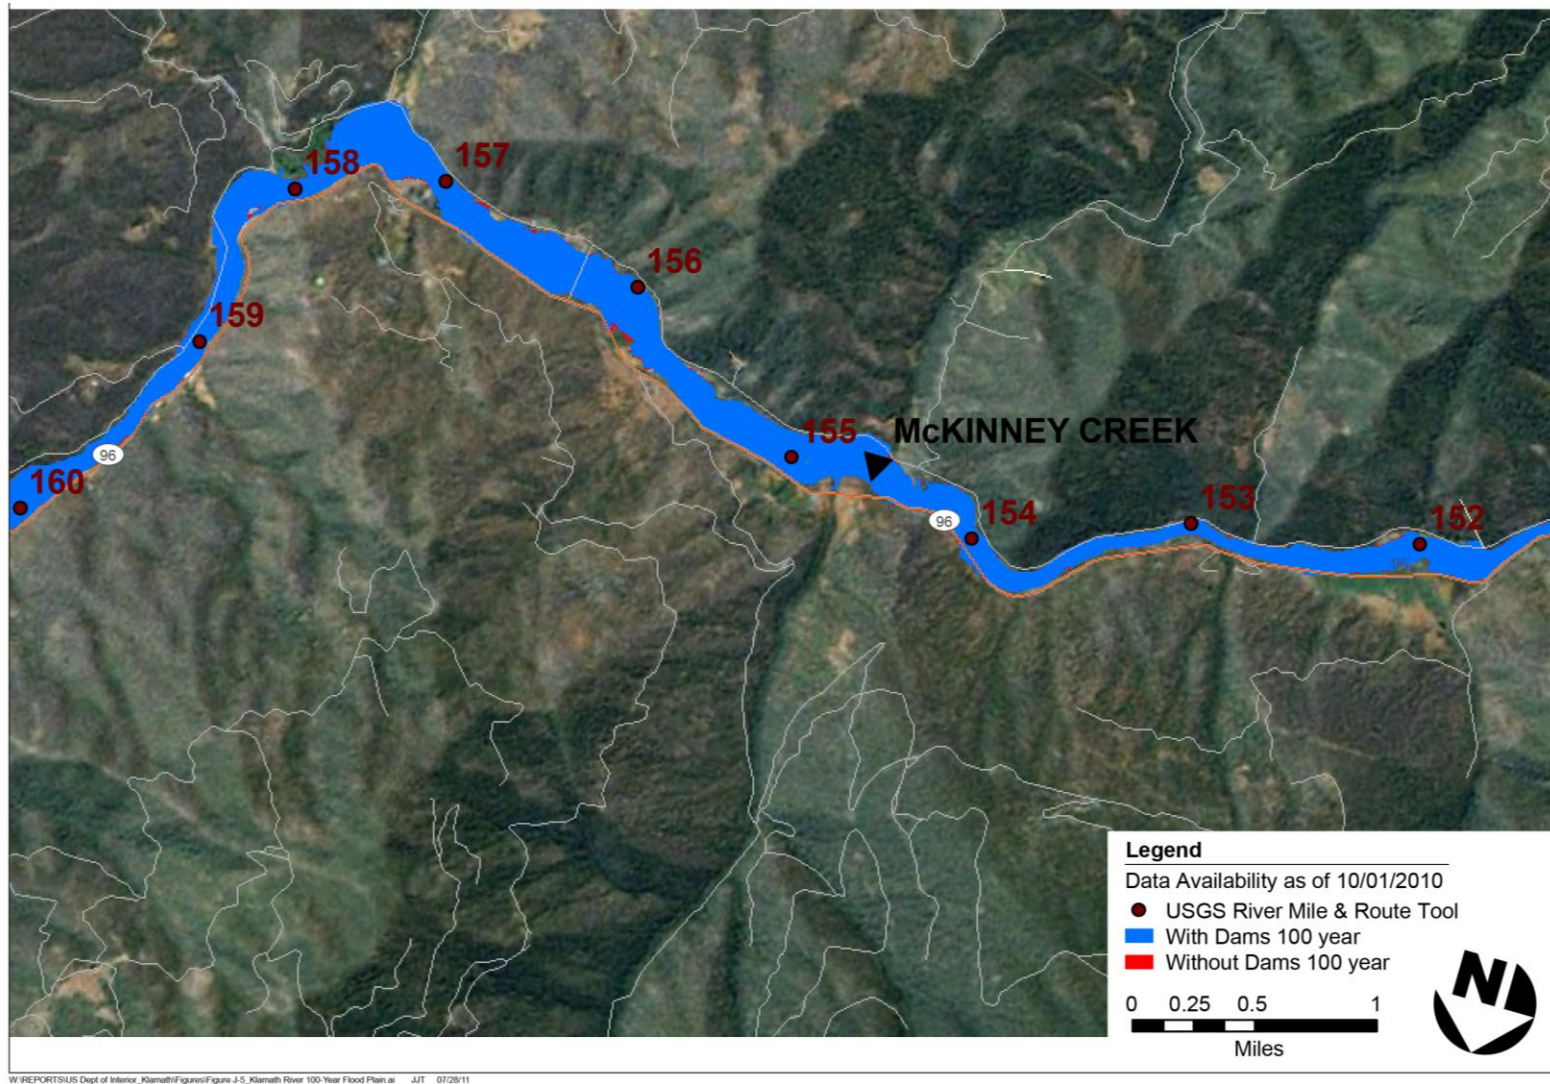 158
157
156
159
155
McKINNEY CREEK
96
160
154
96
153
152
96
Legend
Data Availability as of 10/01/2010
USGS River Mile & Route Tool
With Dams 100 year
Without Dams 100 year
0 0.25 0.5 1
Miles
N
W:\REPORTS\US Dept of Interior_Klamath\Figures\Figure J-5_Klamath River 100-Year Flood Plain.ai JJT 07/28/11